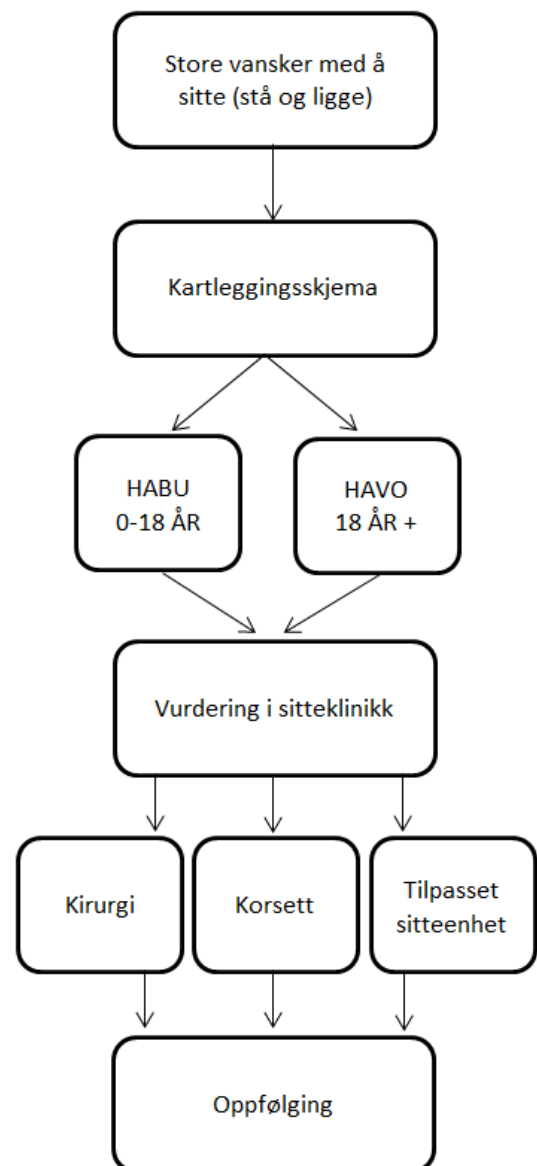 Store vansker med å
sitte (stå og ligge)
Kartleggingsskjema
HABU
0-18 ÅR
HAVO
18 ÅR +
Vurdering i sitteklinikk
Kirurgi
Korsett
Tilpasset
sitteenhet
Oppfølging